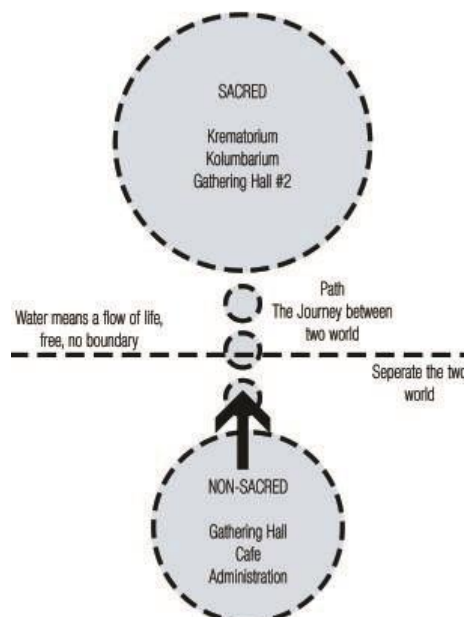 SACRED
Krematorium
Kolumbarium
Gathering Hall #2
Path
The Journey between
two world
Water means a flow of life,
free, no boundary
Seperate the two
world
NON-SACRED
Gathering Hall
Cafe
Administration